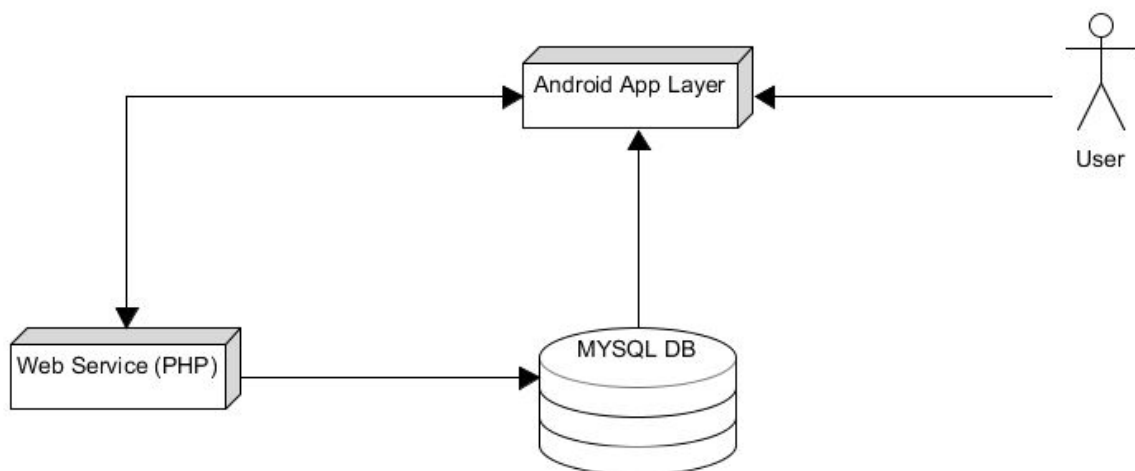 Android App Layer
User
Web Service (PHP)
MYSQL DB